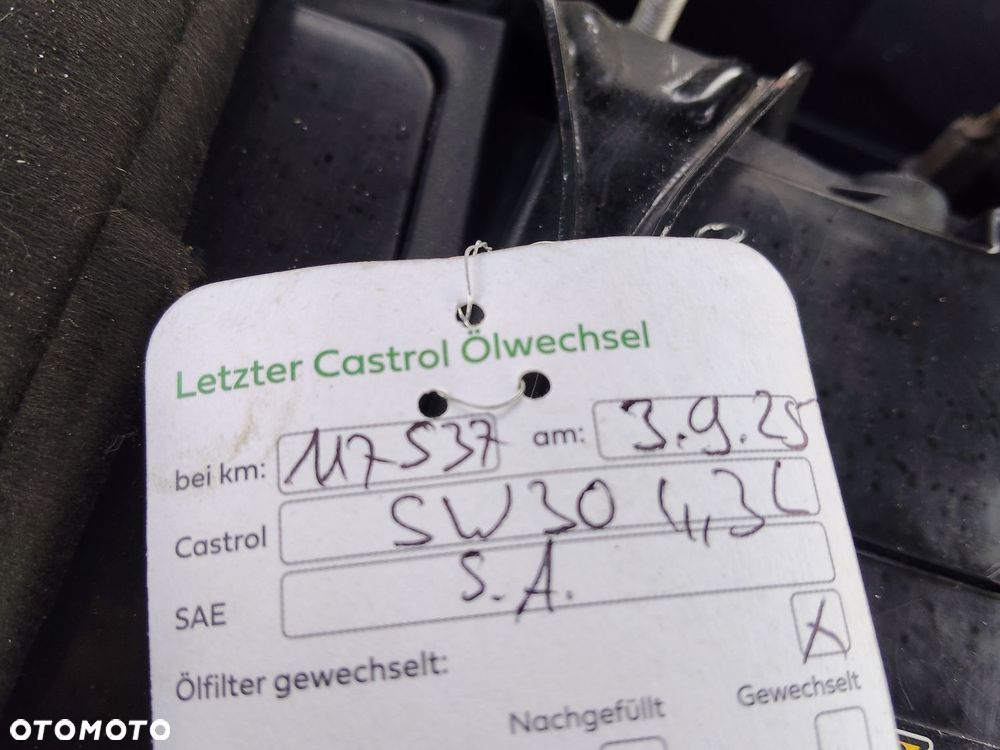 Letzter Castrol Ölwechsel
bei km: 117537 am: 3.9.25
Castrol 5W30 4,3L
SAE S.A.
Ölfilter gewechselt: X
Nachgefüllt Gewechselt
OTOMOTO